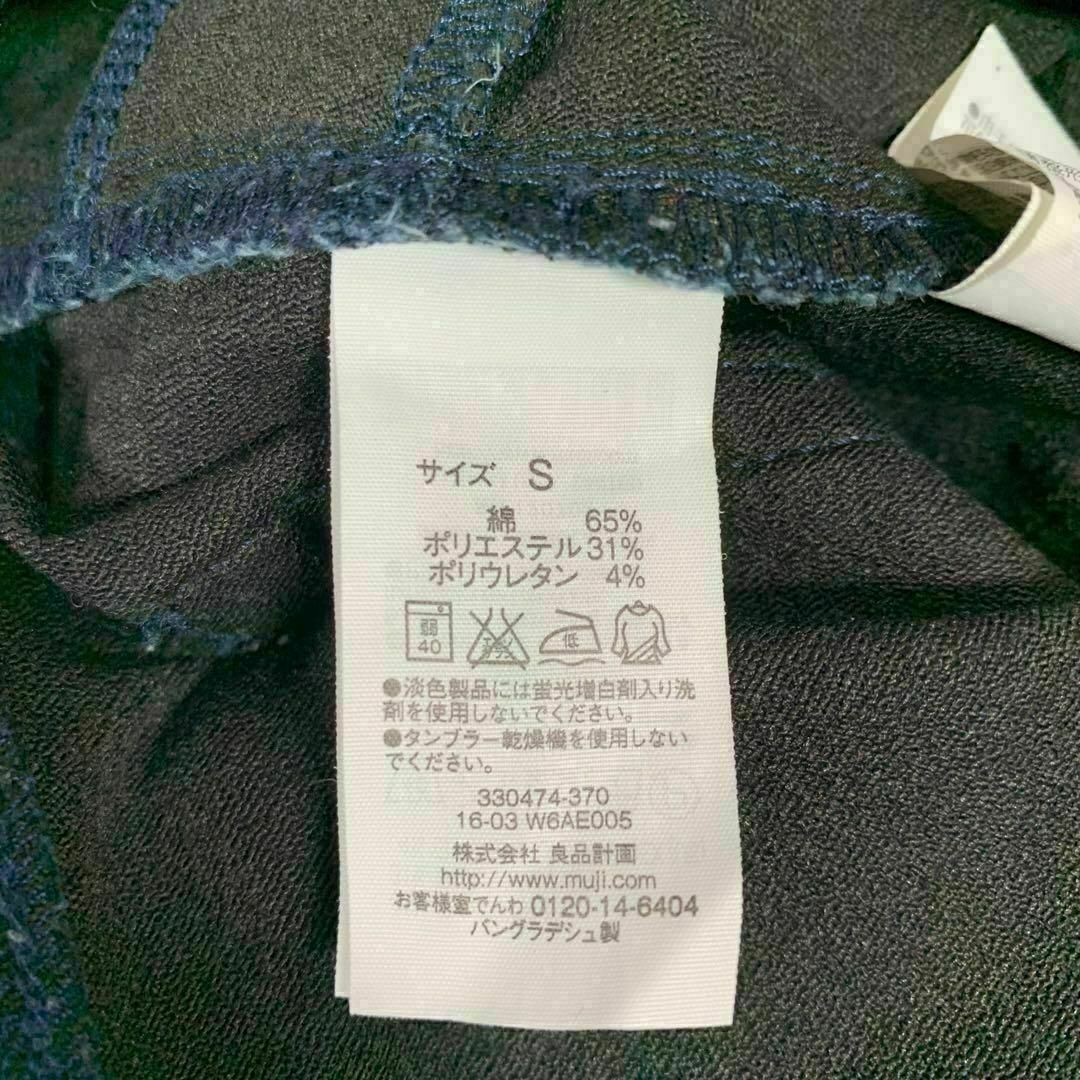 サイズ S
綿 65%
ポリエステル31%
ポリウレタン 4%
弱 低
40
●淡色製品には蛍光増白剤入り洗
剤を使用しないでください。
●タンブラー乾燥機を使用しない
でください。
330474-370
16-03 W6AE005
株式会社 良品計画
http://www.muji.com
お客様室でんわ 0120-14-6404
バングラデシュ製